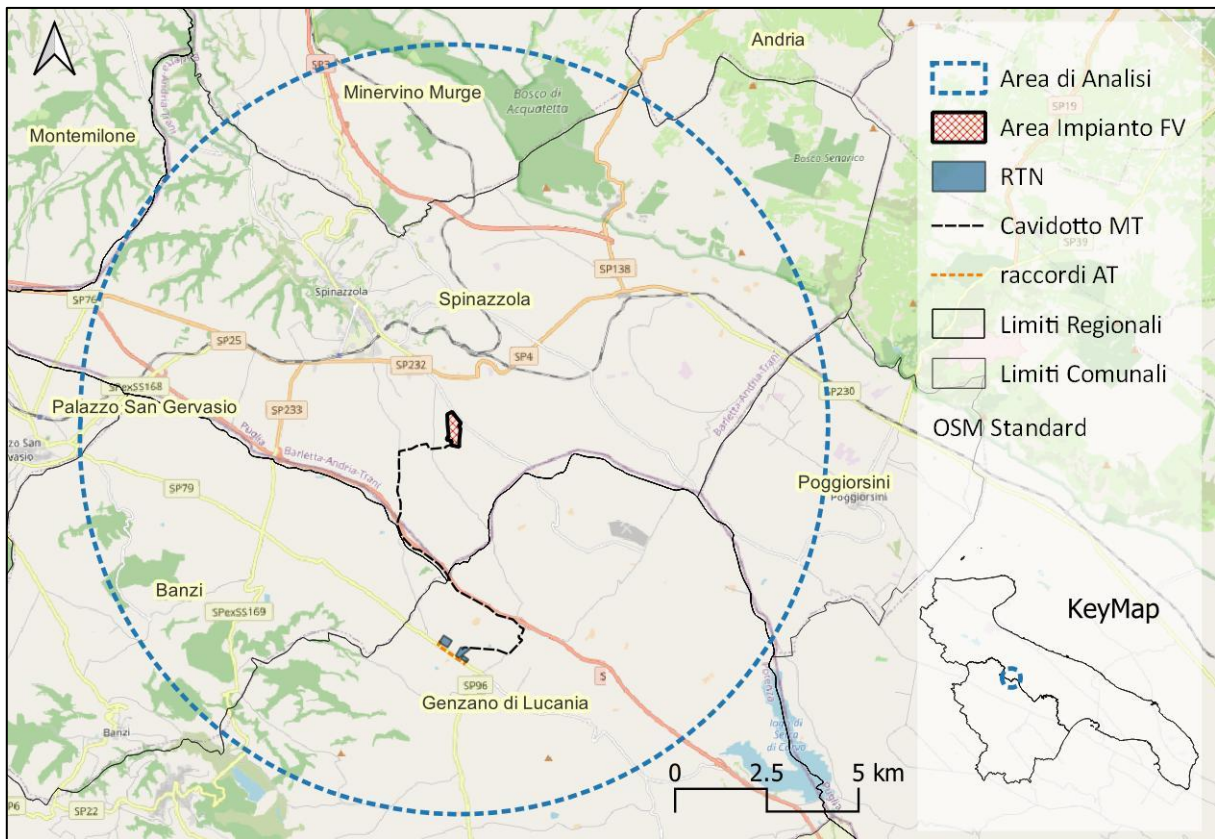 Andria
SP3
Minervino Murge
Bosco di
Acquatetta
Montemilone
Bosco Senarico
SP19
SP39
SP138
SP76
Spinazzola
Spinazzola
SP25
SP4
SP232
SPexSS168
SP230
Palazzo San Gervasio
SP233
Puglia
Barletta-Andria-Trani
Barletta-Andria-Trani
SP79
Poggiorsini
Poggiorsini
Banzi
SPexSS169
SP96
Genzano di Lucania
Banzi
SP22
Area di Analisi
Area Impianto FV
RTN
Cavidotto MT
raccordi AT
Limiti Regionali
Limiti Comunali
OSM Standard
KeyMap
0 2.5 5 km